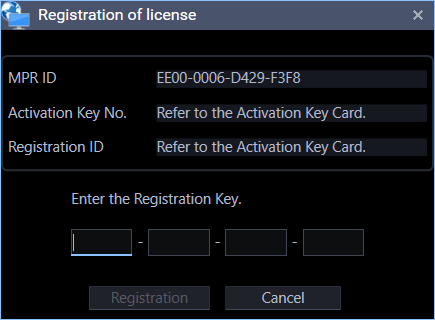 Registration of license
MPR ID EE00-0006-D429-F3F8
Activation Key No. Refer to the Activation Key Card.
Registration ID Refer to the Activation Key Card.
Enter the Registration Key.
- - -
Registration Cancel